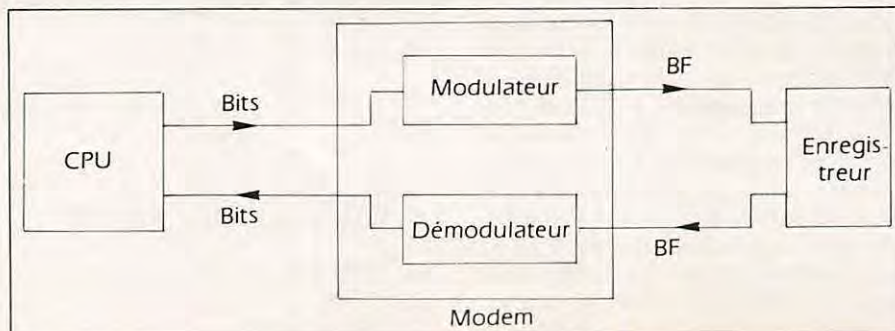 Modulateur
BF
Bits
CPU
Enregis-
treur
Bits
Démodulateur
BF
Modem